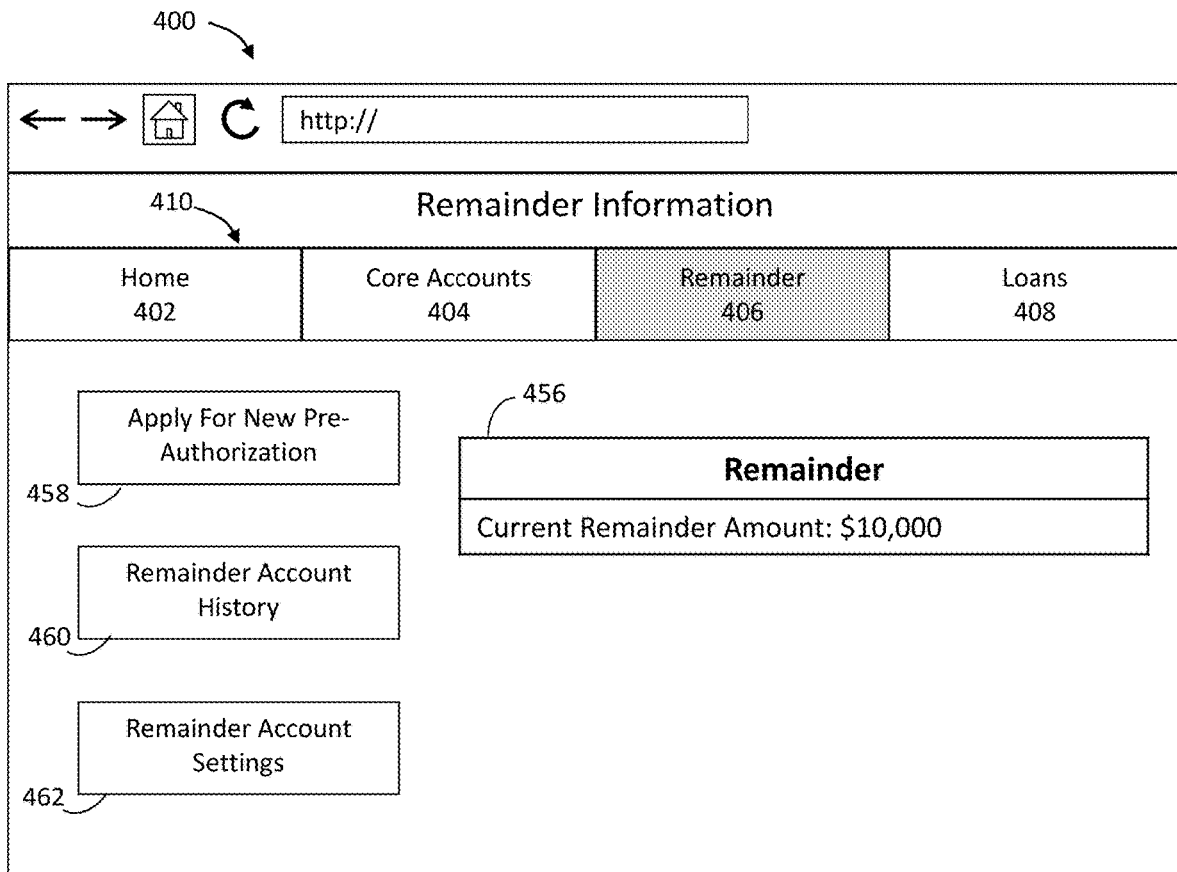 400
http://
410
Remainder Information
Home
402
Core Accounts
404
Remainder
406
Loans
408
Apply For New Pre-
Authorization
458
Remainder Account
History
460
Remainder Account
Settings
462
456
Remainder
Current Remainder Amount: $10,000